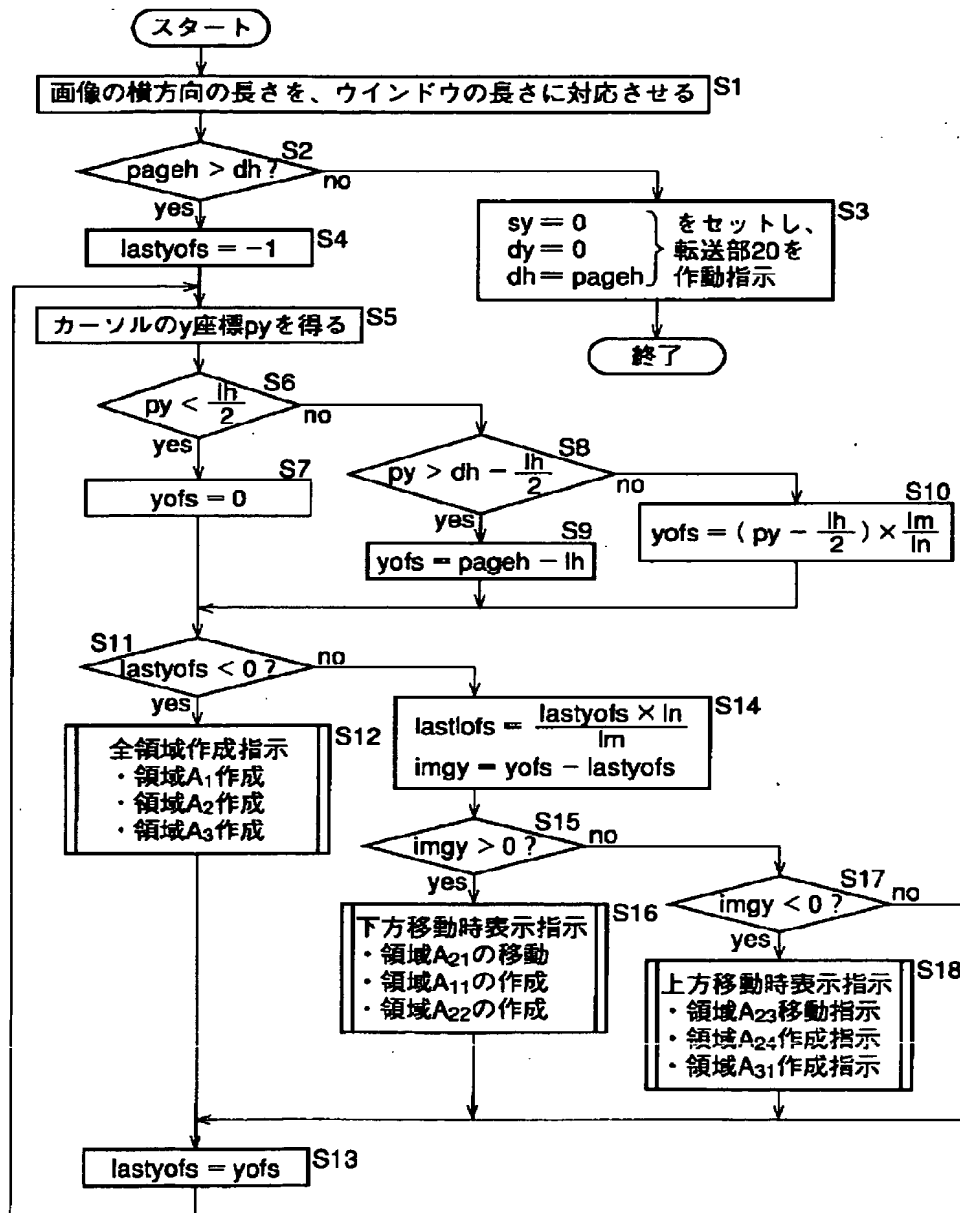 スタート
画像の横方向の長さを、ウインドウの長さに対応させる
S1
pageh > dh ?
S2
no
yes
sy = 0
dy = 0
dh = pageh
をセットし、
転送部20を
作動指示
S3
終了
lastyofs = -1
S4
カーソルのy座標pyを得る
S5
py < lh/2
S6
no
yes
yofs = 0
S7
py > dh - lh/2
S8
no
yes
yofs = pageh - lh
S9
yofs = ( py - lh/2 ) × lm/ln
S10
S11
lastyofs < 0 ?
no
yes
全領域作成指示
・領域A₁作成
・領域A₂作成
・領域A₃作成
S12
lastlofs = lastyofs × ln/lm
imgy = yofs - lastyofs
S14
imgy > 0 ?
S15
no
yes
下方移動時表示指示
・領域A₂₁の移動
・領域A₁₁の作成
・領域A₂₂の作成
S16
imgy < 0 ?
S17
no
yes
上方移動時表示指示
・領域A₂₃移動指示
・領域A₂₄作成指示
・領域A₃₁作成指示
S18
lastyofs = yofs
S13